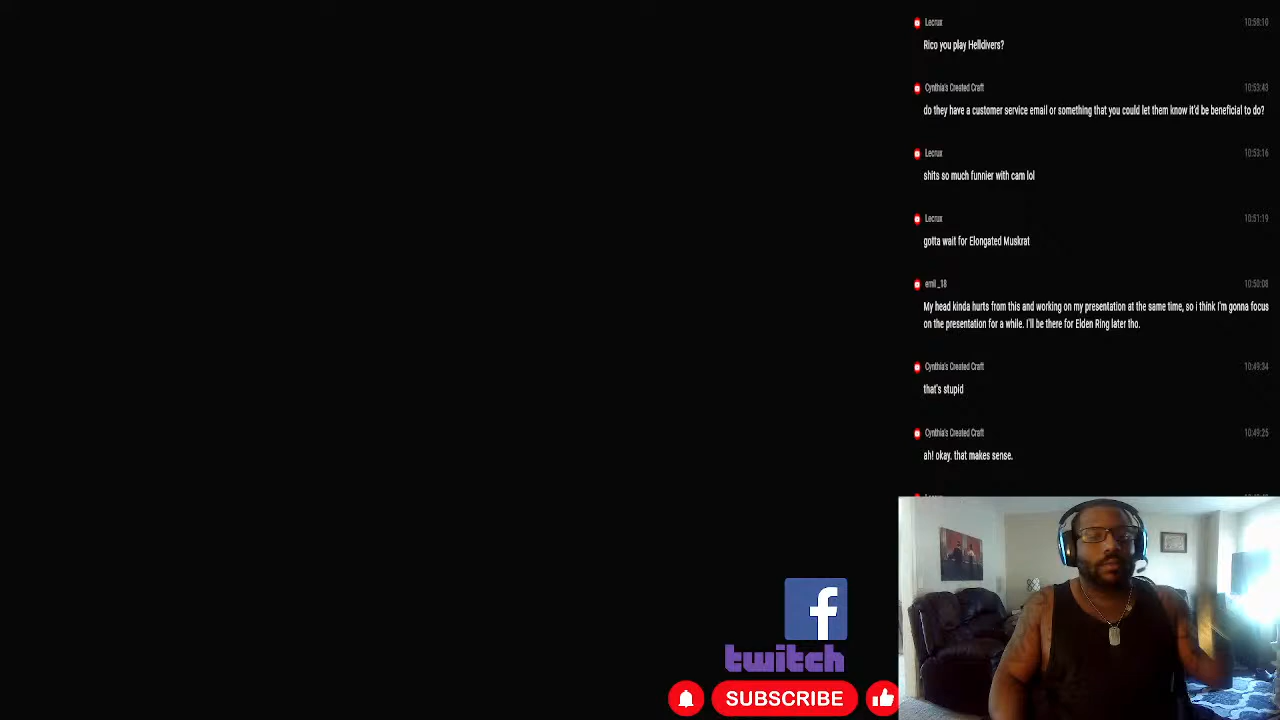 Lecrux 10:58:10
Rico you play Helldivers?
Cynthia's Created Craft 10:53:43
do they have a customer service email or something that you could let them know it'd be beneficial to do?
Lecrux 10:53:16
shits so much funnier with cam lol
Lecrux 10:51:19
gotta wait for Elongated Muskrat
emil_18 10:50:08
My head kinda hurts from this and working on my presentation at the same time, so i think I'm gonna focus
on the presentation for a while. I'll be there for Elden Ring later tho.
Cynthia's Created Craft 10:49:34
that's stupid
Cynthia's Created Craft 10:49:25
ah! okay. that makes sense.
f
twitch
SUBSCRIBE